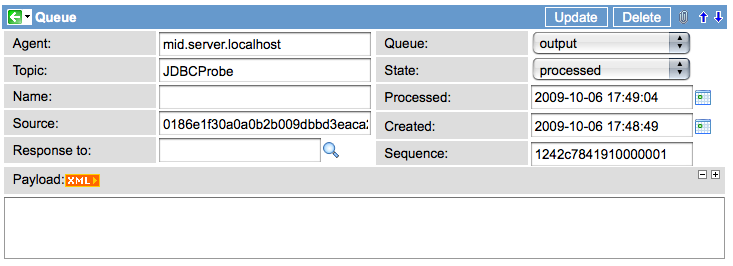 Queue Update Delete
Agent: mid.server.localhost Queue: output
Topic: JDBCProbe State: processed
Name: Processed: 2009-10-06 17:49:04
Source: 0186e1f30a0a0b2b009dbbd3eaca2 Created: 2009-10-06 17:48:49
Response to: Sequence: 1242c7841910000001
Payload: XML